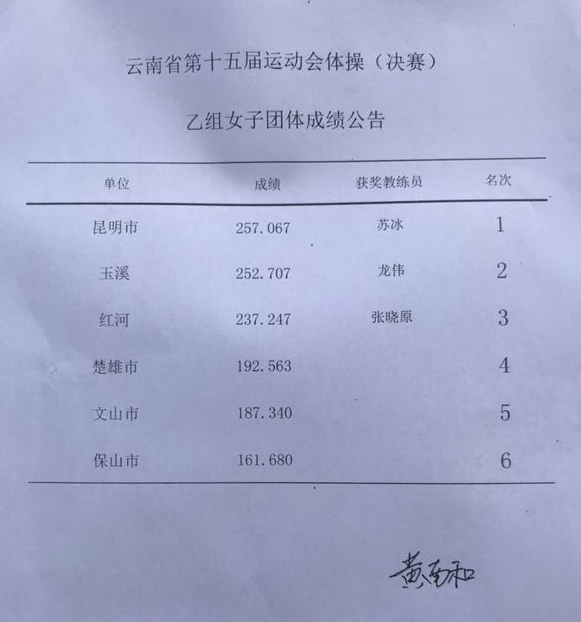 云南省第十五届运动会体操（决赛）
乙组女子团体成绩公告
单位 成绩 获奖教练员 名次
昆明市 257.067 苏冰 1
玉溪 252.707 龙伟 2
红河 237.247 张晓原 3
楚雄市 192.563 4
文山市 187.340 5
保山市 161.680 6
黄和